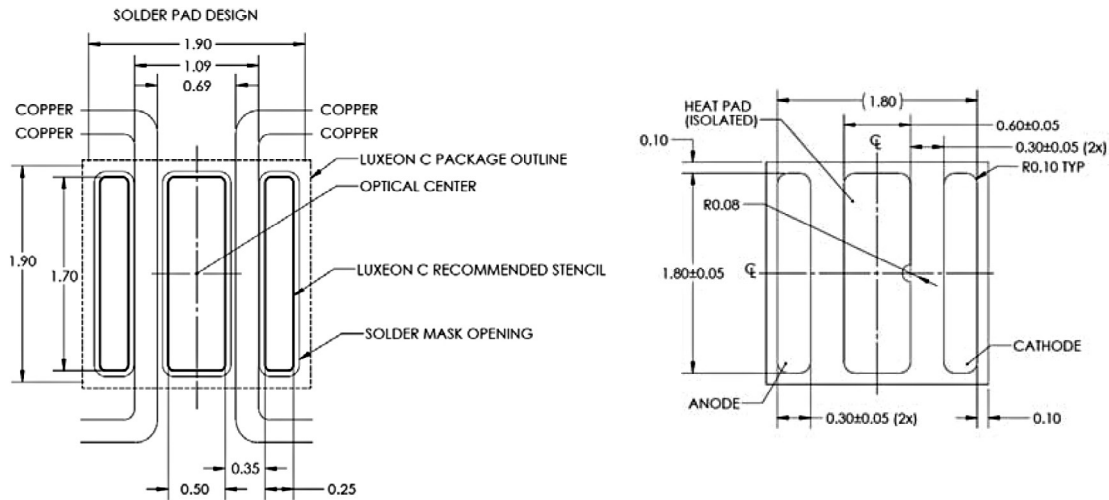 SOLDER PAD DESIGN
1.90
1.09
0.69
COPPER
COPPER
COPPER
COPPER
LUXEON C PACKAGE OUTLINE
OPTICAL CENTER
1.90
1.70
LUXEON C RECOMMENDED STENCIL
SOLDER MASK OPENING
0.35
0.50
0.25
(1.80)
HEAT PAD
(ISOLATED)
℄
0.60±0.05
0.10
0.30±0.05 (2x)
R0.10 TYP
R0.08
1.80±0.05
℄
CATHODE
ANODE
0.30±0.05 (2x)
0.10